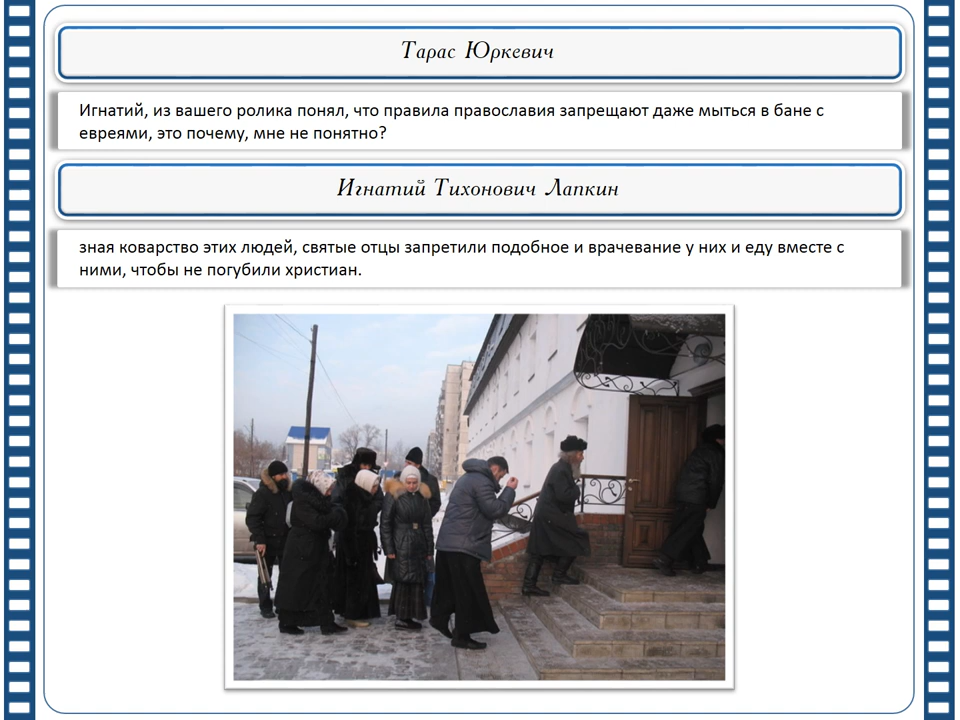 Тарас Юркевич
Игнатий, из вашего ролика понял, что правила православия запрещают даже мыться в бане с
евреями, это почему, мне не понятно?
Игнатий Тихонович Лапкин
зная коварство этих людей, святые отцы запретили подобное и врачевание у них и еду вместе с
ними, чтобы не погубили христиан.